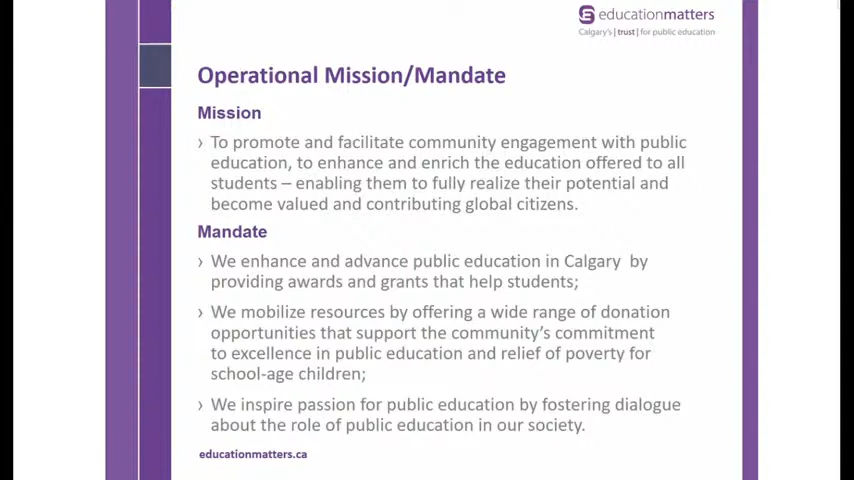 educationmatters
Calgary's | trust | for public education
Operational Mission/Mandate
Mission
› To promote and facilitate community engagement with public
education, to enhance and enrich the education offered to all
students – enabling them to fully realize their potential and
become valued and contributing global citizens.
Mandate
› We enhance and advance public education in Calgary  by
providing awards and grants that help students;
› We mobilize resources by offering a wide range of donation
opportunities that support the community's commitment
to excellence in public education and relief of poverty for
school-age children;
› We inspire passion for public education by fostering dialogue
about the role of public education in our society.
educationmatters.ca